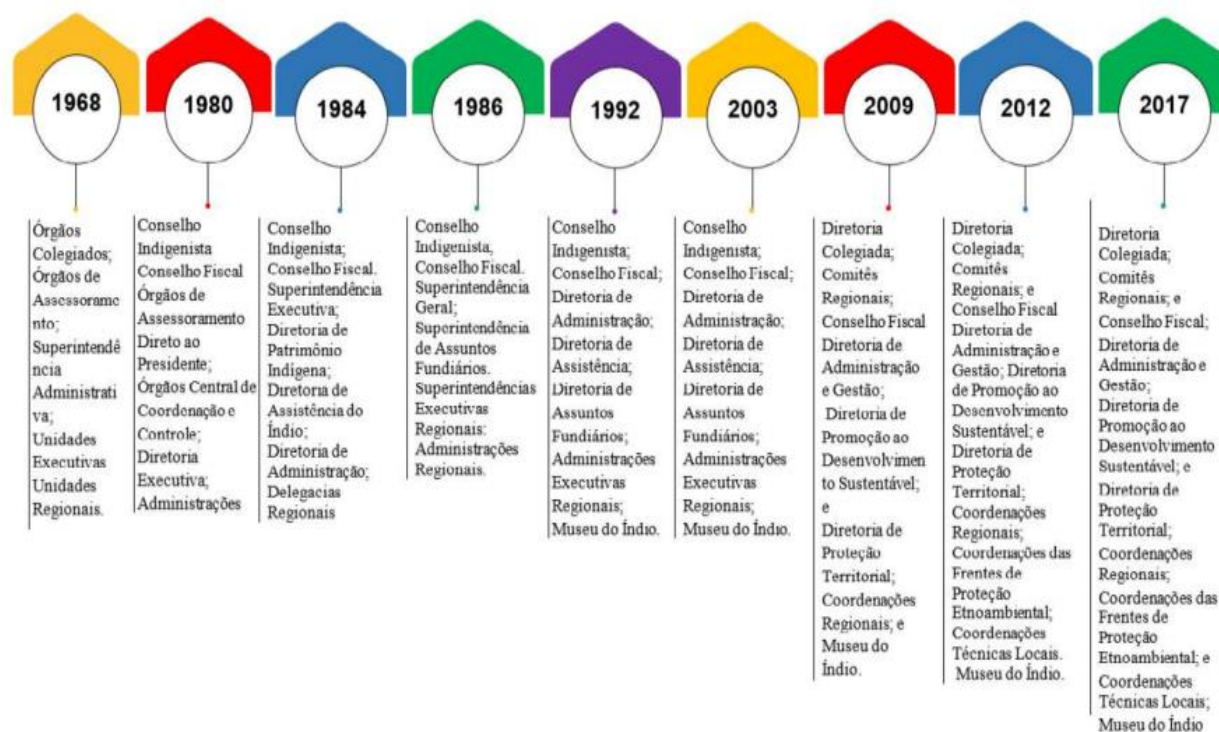 1968
1980
1984
1986
1992
2003
2009
2012
2017
Órgãos
Colegiados;
Órgãos de
Assessorame
nto;
Superintendê
ncia
Administrati
va;
Unidades
Executivas
Unidades
Regionais.
Conselho
Indigenista
Conselho Fiscal
Órgãos de
Assessoramento
Direto ao
Presidente;
Órgãos Central de
Coordenação e
Controle;
Diretoria
Executiva;
Administrações
Conselho
Indigenista;
Conselho Fiscal.
Superintendência
Executiva;
Diretoria de
Patrimônio
Indígena;
Diretoria de
Assistência do
Índio;
Diretoria de
Administração;
Delegacias
Regionais
Conselho
Indigenista,
Conselho Fiscal.
Superintendência
Geral;
Superintendência
de Assuntos
Fundiários.
Superintendências
Executivas
Regionais:
Administrações
Regionais.
Conselho
Indigenista;
Conselho Fiscal;
Diretoria de
Administração;
Diretoria de
Assistência;
Diretoria de
Assuntos
Fundiários;
Administrações
Executivas
Regionais;
Museu do Índio.
Conselho
Indigenista;
Conselho Fiscal;
Diretoria de
Administração;
Diretoria de
Assistência;
Diretoria de
Assuntos
Fundiários;
Administrações
Executivas
Regionais;
Museu do Índio.
Diretoria
Colegiada;
Comitês
Regionais;
Conselho Fiscal
Diretoria de
Administração
e Gestão;
Diretoria de
Promoção ao
Desenvolvimen
to Sustentável;
e
Diretoria de
Proteção
Territorial;
Coordenações
Regionais; e
Museu do
Índio.
Diretoria
Colegiada;
Comitês
Regionais; e
Conselho Fiscal
Diretoria de
Administração e
Gestão; Diretoria
de Promoção ao
Desenvolvimento
Sustentável; e
Diretoria de
Proteção
Territorial;
Coordenações
Regionais;
Coordenações das
Frentes de
Proteção
Etnoambiental;
Coordenações
Técnicas Locais.
Museu do Índio.
Diretoria
Colegiada;
Comitês
Regionais; e
Conselho Fiscal;
Diretoria de
Administração e
Gestão;
Diretoria de
Promoção ao
Desenvolvimento
Sustentável; e
Diretoria de
Proteção
Territorial;
Coordenações
Regionais;
Coordenações das
Frentes de
Proteção
Etnoambiental; e
Coordenações
Técnicas Locais;
Museu do Índio